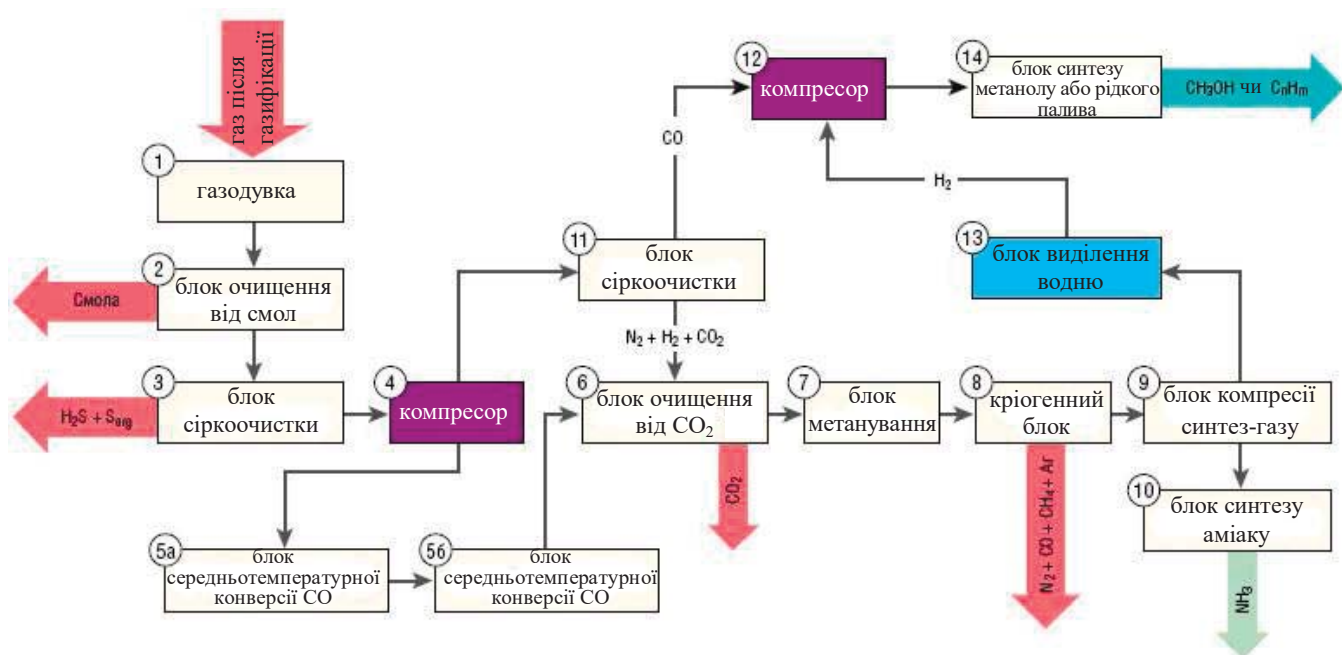 газ після
газифікації
1
газодувка
2
блок очищення
від смол
Смола
3
блок
сіркоочистки
H₂S + Sorg
4
компресор
5а
блок
середньотемпературної
конверсії СО
5б
блок
середньотемпературної
конверсії СО
6
блок очищення
від CO₂
CO₂
7
блок
метанування
8
кріогенний
блок
N₂ + CO + CH₄ + Ar
9
блок компресії
синтез-газу
10
блок синтезу
аміаку
NH₃
11
блок
сіркоочистки
N₂ + H₂ + CO₂
CO
12
компресор
13
блок виділення
водню
H₂
14
блок синтезу
метанолу або рідкого
палива
CH₃OH чи CnHm